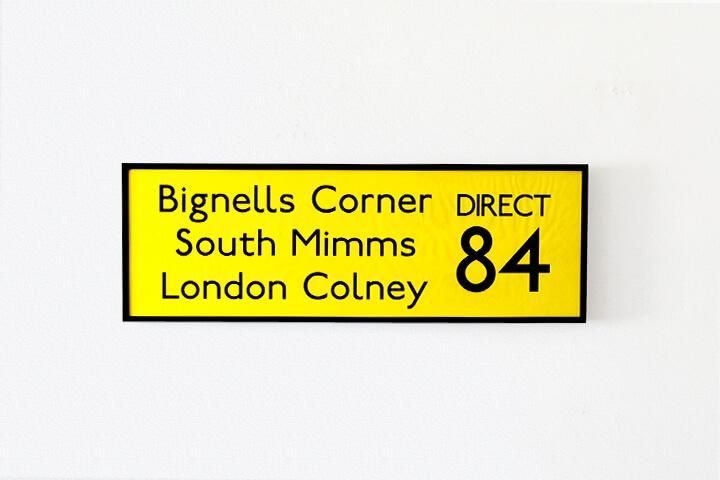 Bignells Corner
South Mimms
London Colney
DIRECT
84